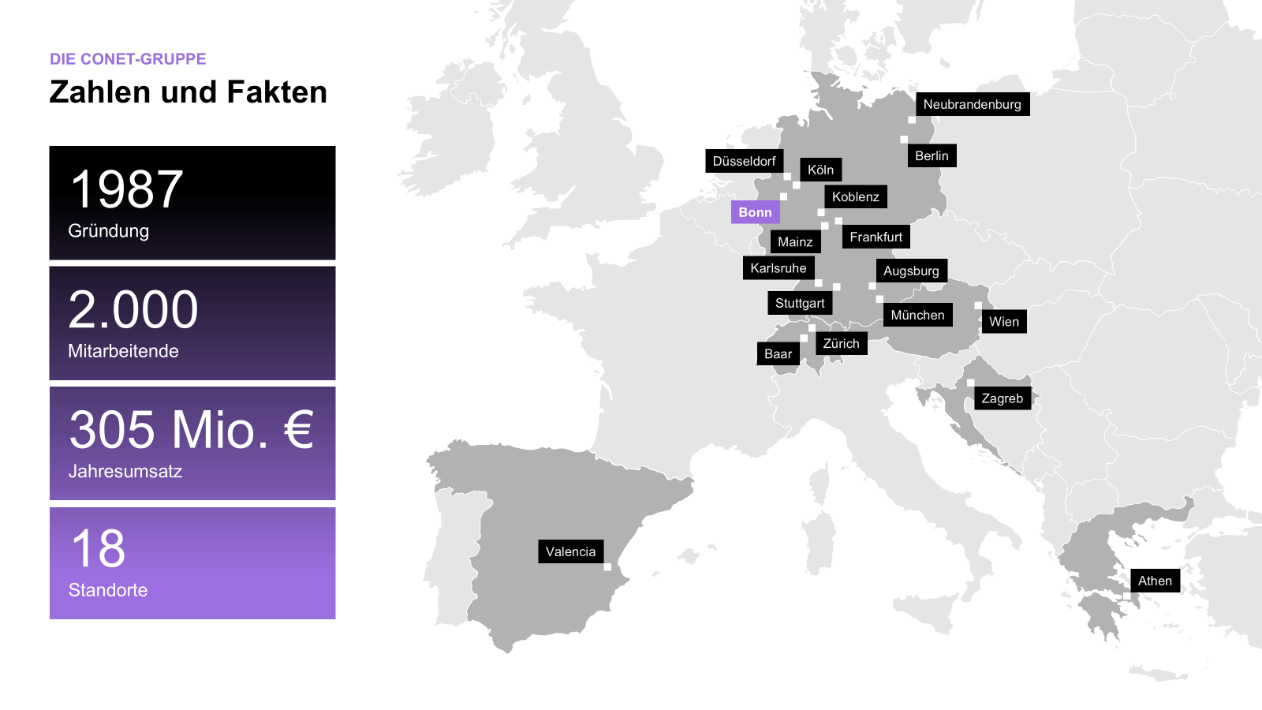 DIE CONET-GRUPPE
Zahlen und Fakten
1987
Gründung
2.000
Mitarbeitende
305 Mio. €
Jahresumsatz
18
Standorte
Neubrandenburg
Berlin
Düsseldorf
Köln
Koblenz
Bonn
Mainz
Frankfurt
Karlsruhe
Augsburg
Stuttgart
München
Wien
Zürich
Baar
Zagreb
Valencia
Athen